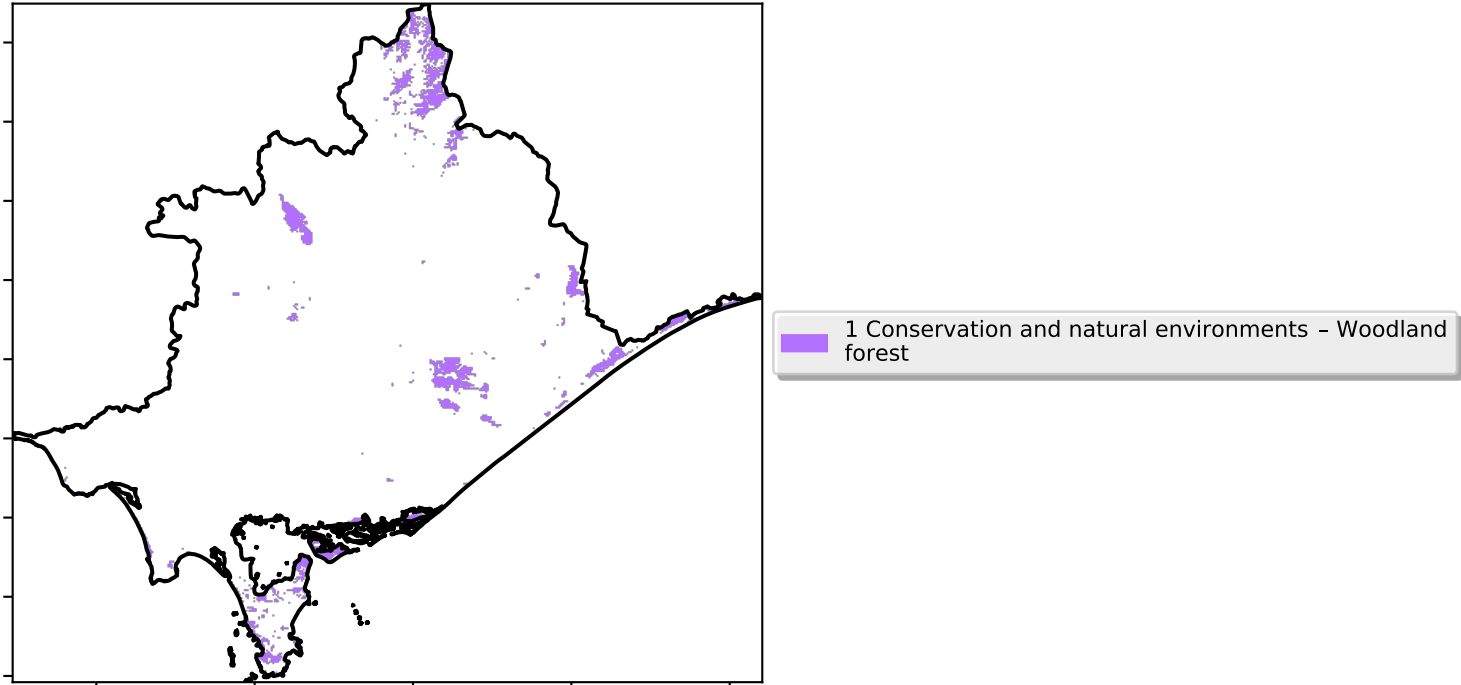 1 Conservation and natural environments – Woodland
forest